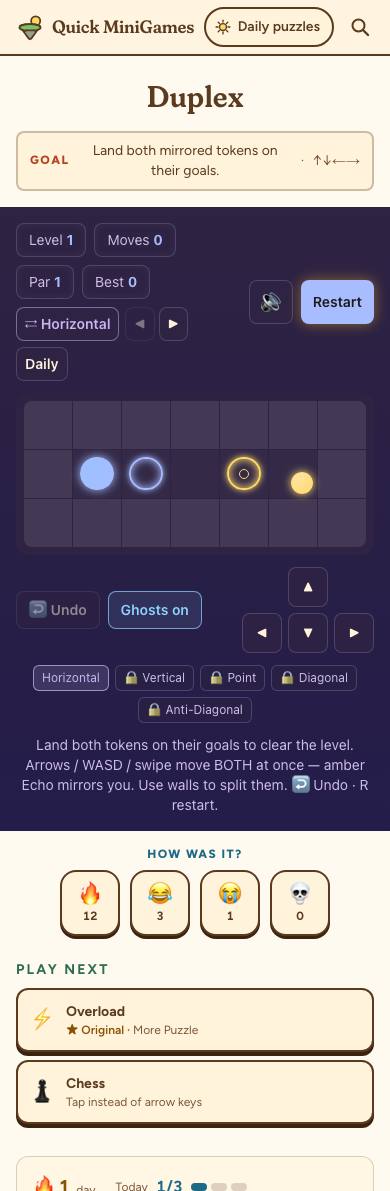 Quick MiniGames
Daily puzzles
Duplex
GOAL
Land both mirrored tokens on
their goals.
· ↑↓←→
Level 1
Moves 0
Par 1
Best 0
Horizontal
Restart
Daily
Undo
Ghosts on
Horizontal
Vertical
Point
Diagonal
Anti-Diagonal
Land both tokens on their goals to clear the level.
Arrows / WASD / swipe move BOTH at once — amber
Echo mirrors you. Use walls to split them. ↩️ Undo · R
restart.
HOW WAS IT?
12
3
1
0
PLAY NEXT
Overload
★ Original · More Puzzle
Chess
Tap instead of arrow keys
1 day
Today 1/3